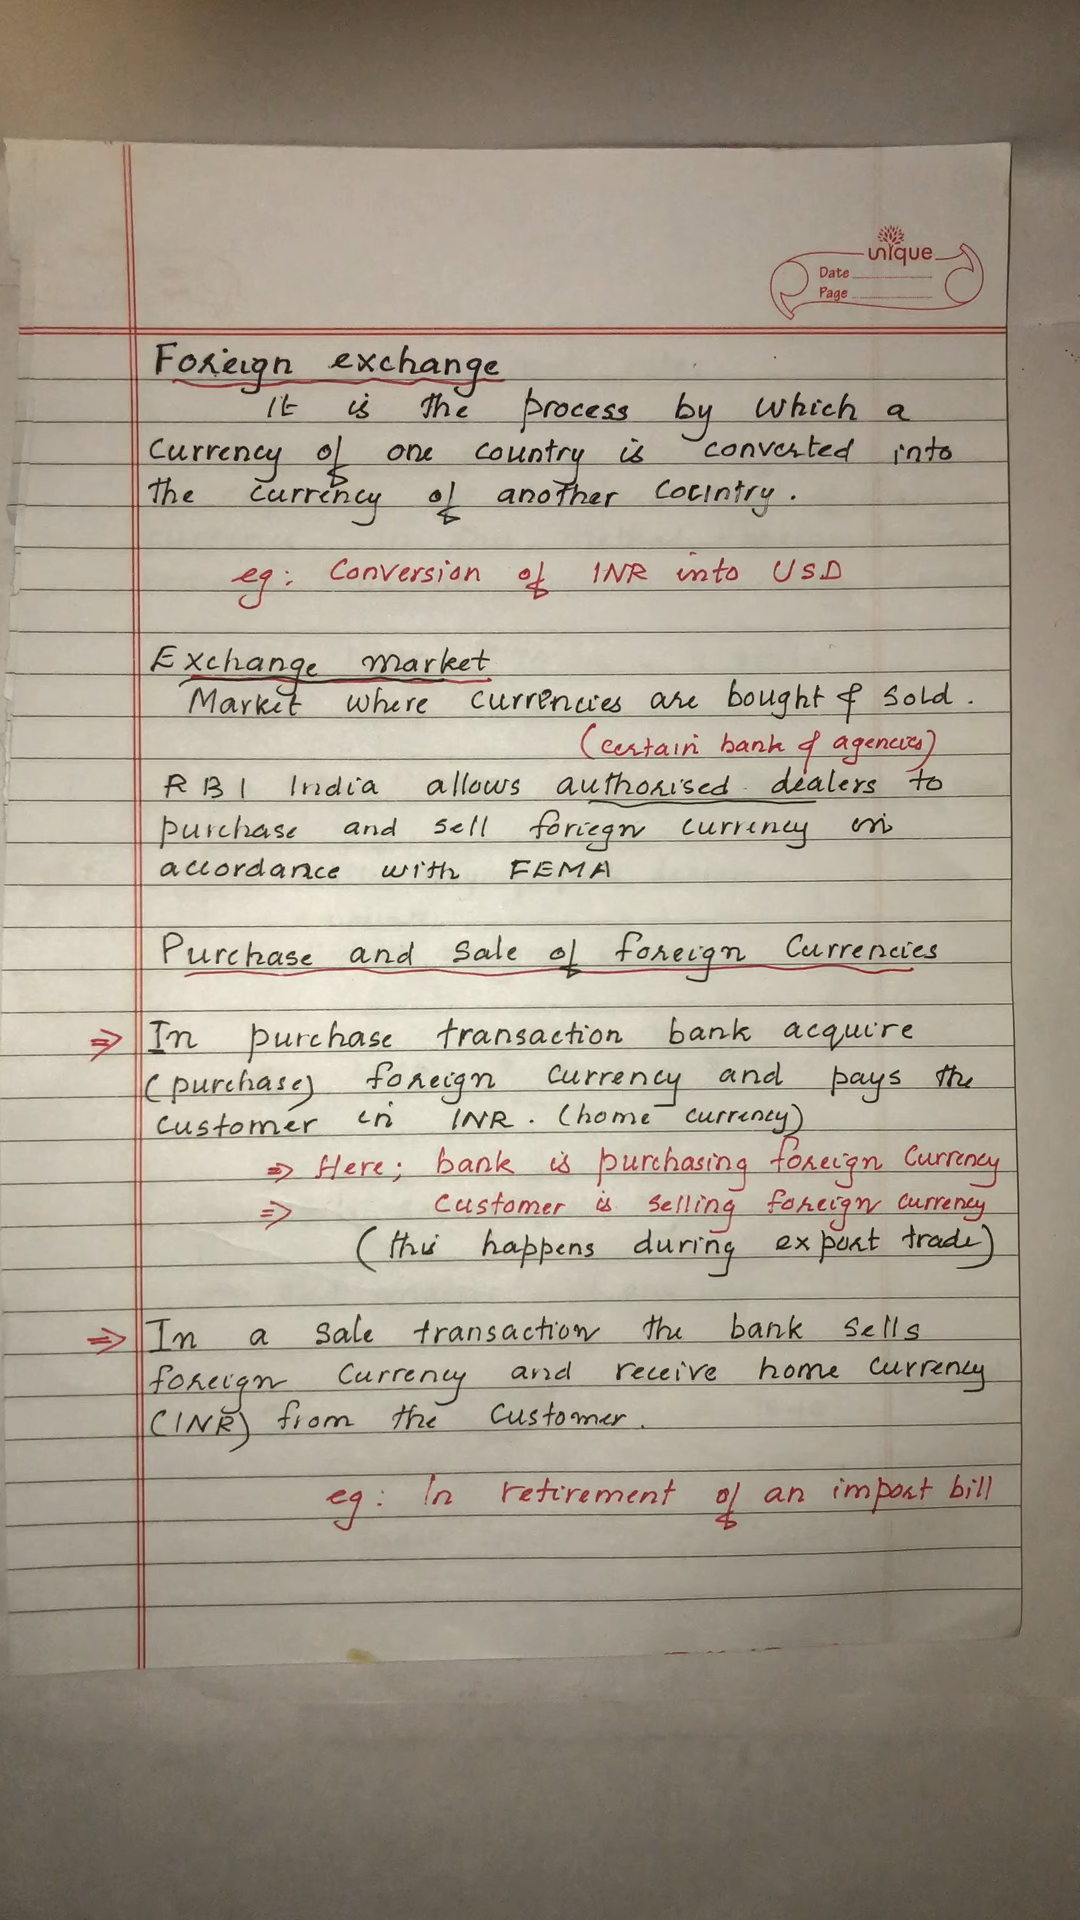 unique
Date
Page
Foreign exchange
It is the process by which a
currency of one country is converted into
the currency of another country.
eg: Conversion of INR into USD
Exchange market
Market where currencies are bought & sold.
(certain bank & agencies)
RBI India allows authorised dealers to
purchase and sell foriegn currency in
accordance with FEMA
Purchase and Sale of foreign Currencies
⇒ In purchase transaction bank acquire
(purchase) foreign currency and pays the
customer in INR. (home currency)
⇒ Here; bank is purchasing foreign Currency
⇒ Customer is selling foreign currency
(this happens during export trade)
⇒ In a sale transaction the bank sells
foreign Currency and receive home currency
(INR) from the Customer.
eg: In retirement of an import bill